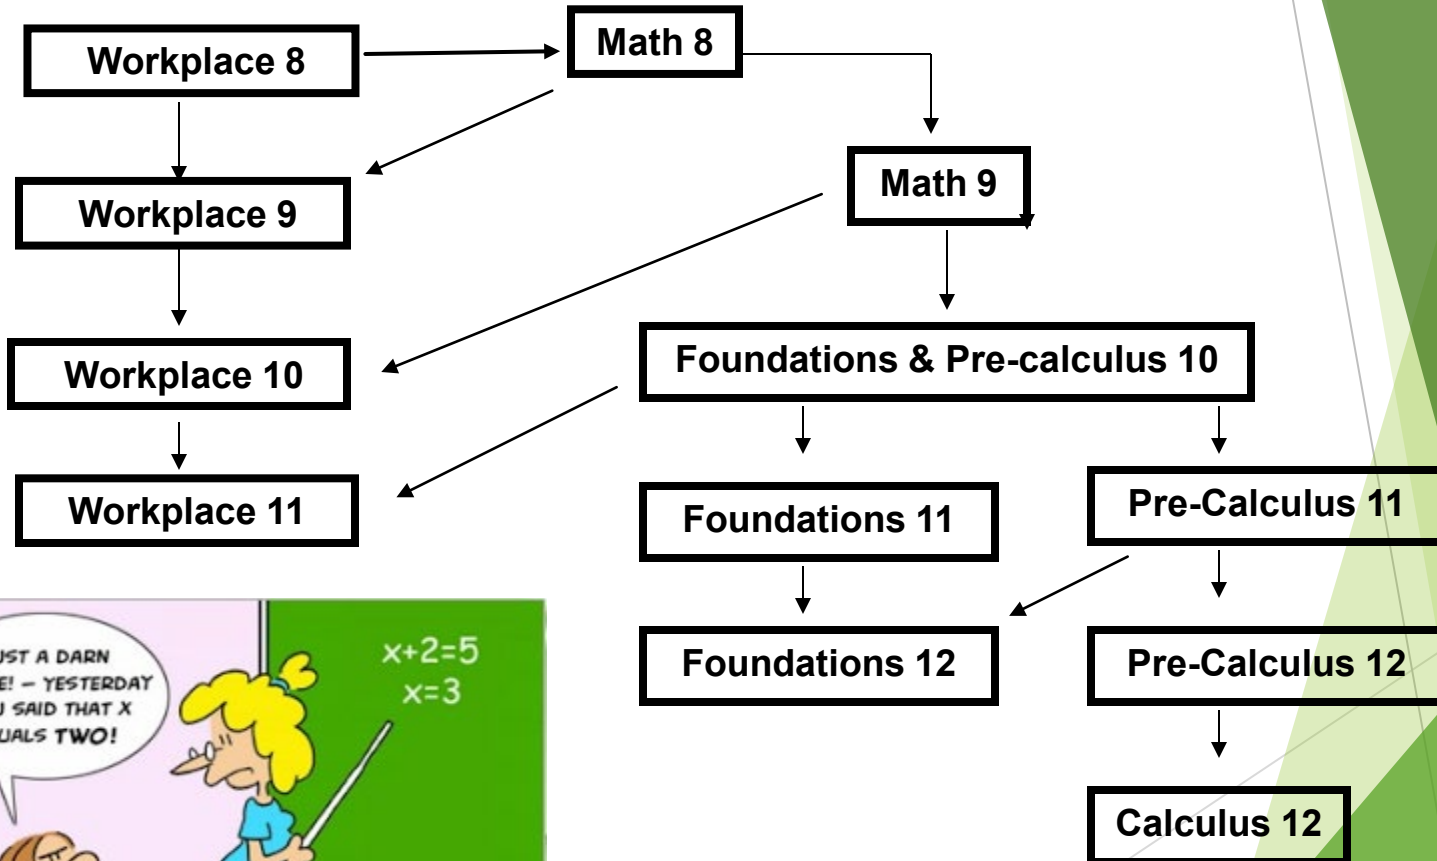 Workplace 8
Math 8
Math 9
Workplace 9
Workplace 10
Foundations & Pre-calculus 10
Workplace 11
Foundations 11
Pre-Calculus 11
Foundations 12
Pre-Calculus 12
Calculus 12
A DARN
YESTERDAY
SAID THAT X
TWO!
x+2=5
x=3